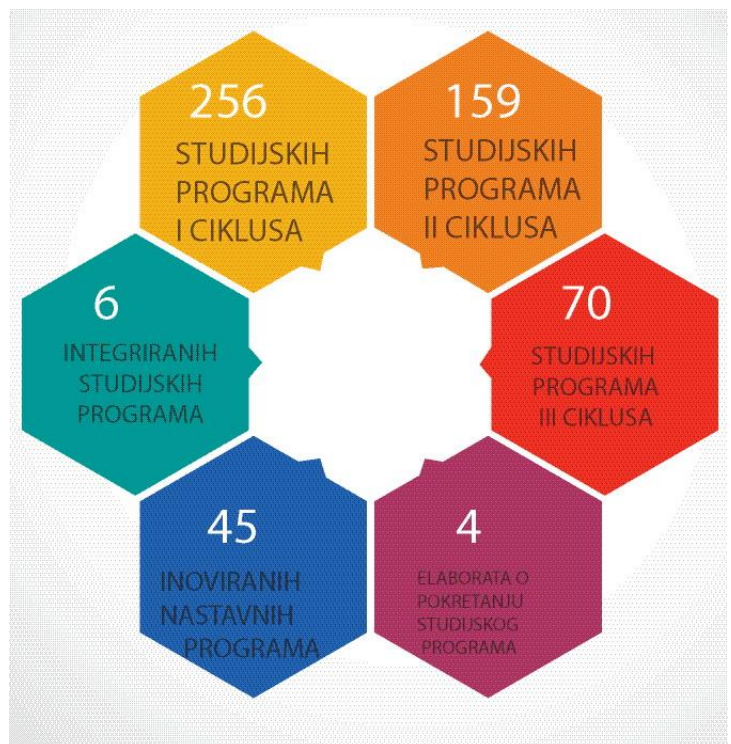 256
STUDIJSKIH
PROGRAMA
I CIKLUSA
159
STUDIJSKIH
PROGRAMA
II CIKLUSA
6
INTEGRIRANIH
STUDIJSKIH
PROGRAMA
70
STUDIJSKIH
PROGRAMA
III CIKLUSA
45
INOVIRANIH
NASTAVNIH
PROGRAMA
4
ELABORATA O
POKRETANJU
STUDIJSKOG
PROGRAMA